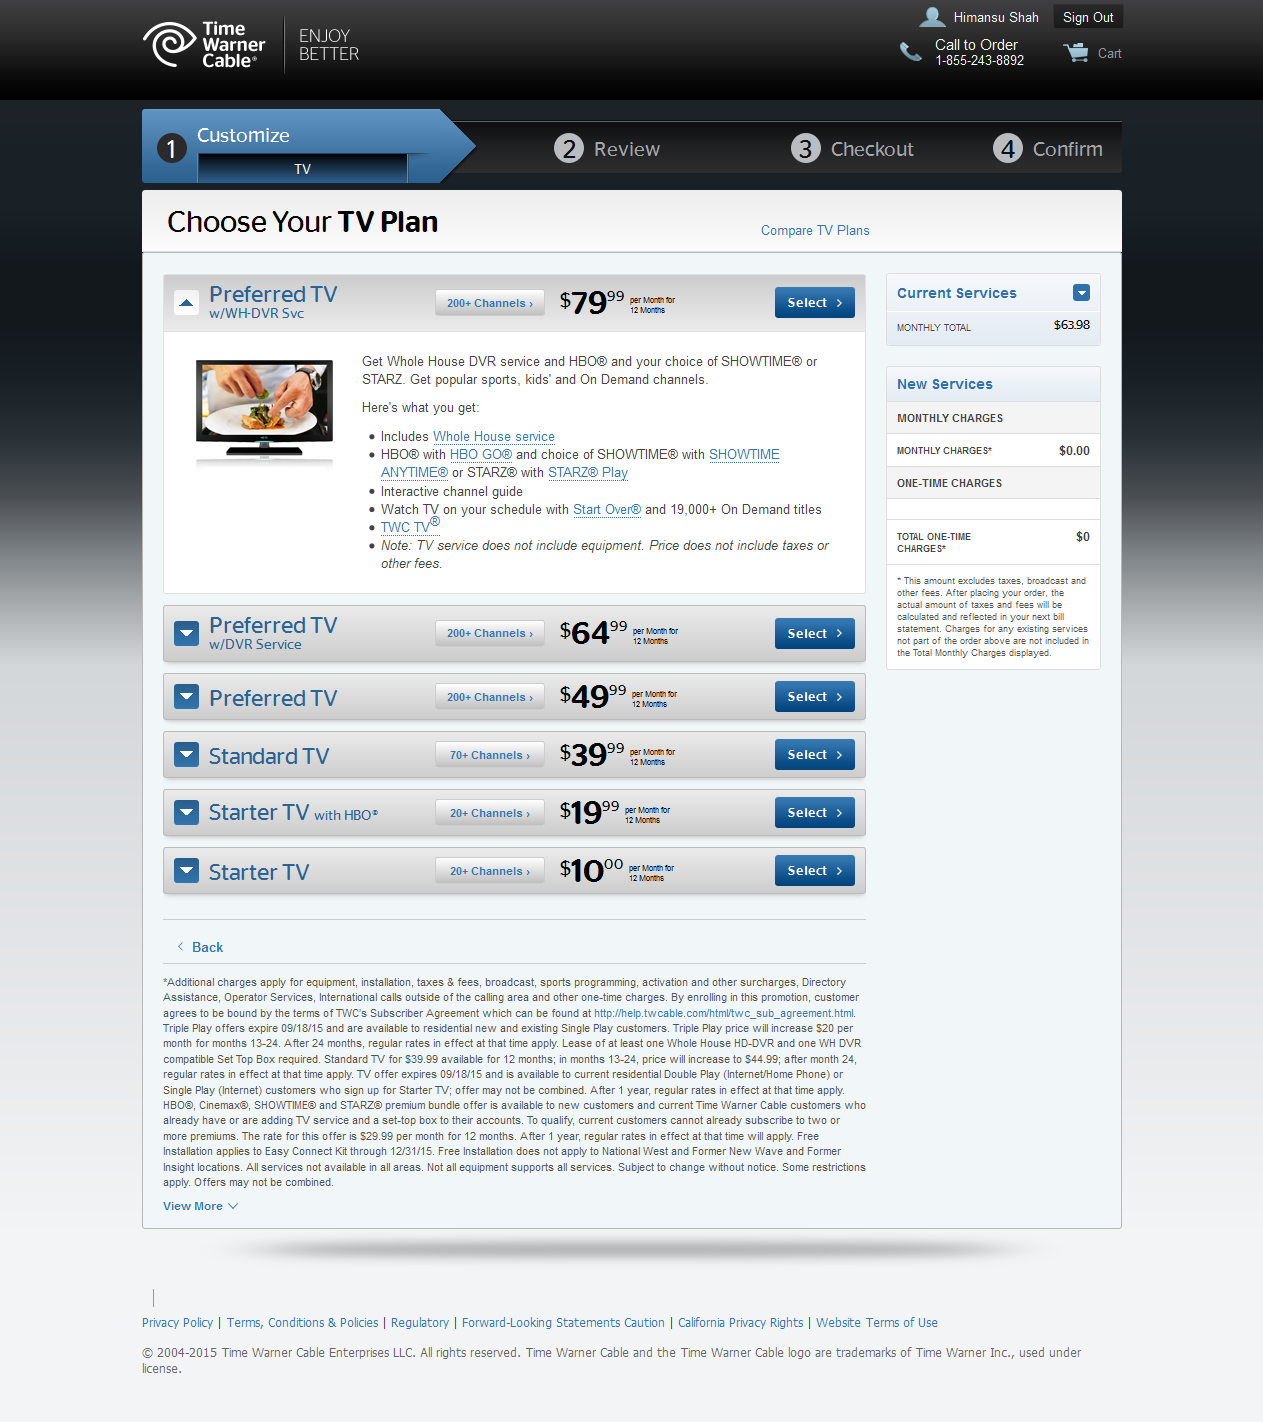 Time
Warner
Cable®
ENJOY
BETTER
Himansu Shah
Sign Out
Call to Order
1-855-243-8892
Cart
1
Customize
TV
2 Review
3 Checkout
4 Confirm
Choose Your TV Plan
Compare TV Plans
Preferred TV
w/WH-DVR Svc
200+ Channels ›
$79.99 per Month for
12 Months
Select ›
Get Whole House DVR service and HBO® and your choice of SHOWTIME® or
STARZ. Get popular sports, kids' and On Demand channels.
Here's what you get:
• Includes Whole House service
• HBO® with HBO GO® and choice of SHOWTIME® with SHOWTIME
ANYTIME® or STARZ® with STARZ® Play
• Interactive channel guide
• Watch TV on your schedule with Start Over® and 19,000+ On Demand titles
• TWC TV®
• Note: TV service does not include equipment. Price does not include taxes or
other fees.
Preferred TV
w/DVR Service
200+ Channels ›
$64 99 per Month for
12 Months
Select ›
Preferred TV
200+ Channels ›
$49 99 per Month for
12 Months
Select ›
Standard TV
70+ Channels ›
$39 99 per Month for
12 Months
Select ›
Starter TV with HBO®
20+ Channels ›
$19 99 per Month for
12 Months
Select ›
Starter TV
20+ Channels ›
$10 00 per Month for
12 Months
Select ›
Current Services
MONTHLY TOTAL $63.98
New Services
MONTHLY CHARGES
MONTHLY CHARGES* $0.00
ONE-TIME CHARGES
TOTAL ONE-TIME
CHARGES* $0
* This amount excludes taxes, broadcast and
other fees. After placing your order, the
actual amount of taxes and fees will be
calculated and reflected in your next bill
statement. Charges for any existing services
not part of the order above are not included in
the Total Monthly Charges displayed.
‹ Back
*Additional charges apply for equipment, installation, taxes & fees, broadcast, sports programming, activation and other surcharges, Directory
Assistance, Operator Services, International calls outside of the calling area and other one-time charges. By enrolling in this promotion, customer
agrees to be bound by the terms of TWC's Subscriber Agreement which can be found at http://help.twcable.com/html/twc_sub_agreement.html.
Triple Play offers expire 09/18/15 and are available to residential new and existing Single Play customers. Triple Play price will increase $20 per
month for months 13-24. After 24 months, regular rates in effect at that time apply. Lease of at least one Whole House HD-DVR and one WH DVR
compatible Set Top Box required. Standard TV for $39.99 available for 12 months; in months 13-24, price will increase to $44.99; after month 24,
regular rates in effect at that time apply. TV offer expires 09/18/15 and is available to current residential Double Play (Internet/Home Phone) or
Single Play (Internet) customers who sign up for Starter TV; offer may not be combined. After 1 year, regular rates in effect at that time apply.
HBO®, Cinemax®, SHOWTIME® and STARZ® premium bundle offer is available to new customers and current Time Warner Cable customers who
already have or are adding TV service and a set-top box to their accounts. To qualify, current customers cannot already subscribe to two or
more premiums. The rate for this offer is $29.99 per month for 12 months. After 1 year, regular rates in effect at that time will apply. Free
Installation applies to Easy Connect Kit through 12/31/15. Free Installation does not apply to National West and Former New Wave and Former
Insight locations. All services not available in all areas. Not all equipment supports all services. Subject to change without notice. Some restrictions
apply. Offers may not be combined.
View More
Privacy Policy | Terms, Conditions & Policies | Regulatory | Forward-Looking Statements Caution | California Privacy Rights | Website Terms of Use
© 2004-2015 Time Warner Cable Enterprises LLC. All rights reserved. Time Warner Cable and the Time Warner Cable logo are trademarks of Time Warner Inc., used under
license.